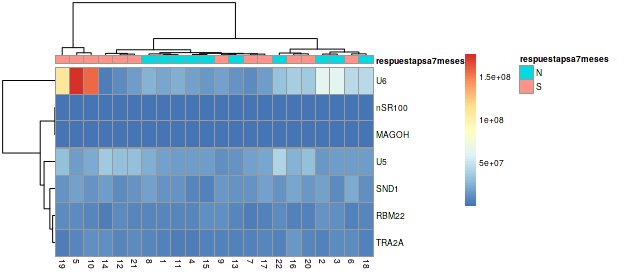 respuestapsa7meses
U6
nSR100
MAGOH
U5
SND1
RBM22
TRA2A
19 5 10 14 12 21 8 1 11 4 15 9 13 7 17 22 16 20 2 3 6 18
1.5e+08
1e+08
5e+07
respuestapsa7meses
N
S